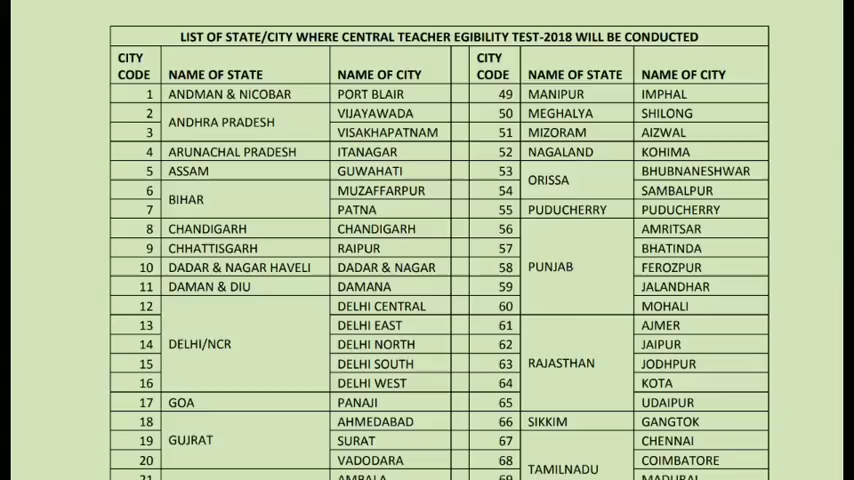 LIST OF STATE/CITY WHERE CENTRAL TEACHER EGIBILITY TEST-2018 WILL BE CONDUCTED
CITY CODE NAME OF STATE NAME OF CITY CITY CODE NAME OF STATE NAME OF CITY
1 ANDMAN & NICOBAR PORT BLAIR 49 MANIPUR IMPHAL
2 ANDHRA PRADESH VIJAYAWADA 50 MEGHALYA SHILONG
3 VISAKHAPATNAM 51 MIZORAM AIZWAL
4 ARUNACHAL PRADESH ITANAGAR 52 NAGALAND KOHIMA
5 ASSAM GUWAHATI 53 ORISSA BHUBNANESHWAR
6 BIHAR MUZAFFARPUR 54 SAMBALPUR
7 PATNA 55 PUDUCHERRY PUDUCHERRY
8 CHANDIGARH CHANDIGARH 56 PUNJAB AMRITSAR
9 CHHATTISGARH RAIPUR 57 BHATINDA
10 DADAR & NAGAR HAVELI DADAR & NAGAR 58 FEROZPUR
11 DAMAN & DIU DAMANA 59 JALANDHAR
12 DELHI/NCR DELHI CENTRAL 60 MOHALI
13 DELHI EAST 61 RAJASTHAN AJMER
14 DELHI NORTH 62 JAIPUR
15 DELHI SOUTH 63 JODHPUR
16 DELHI WEST 64 KOTA
17 GOA PANAJI 65 UDAIPUR
18 GUJRAT AHMEDABAD 66 SIKKIM GANGTOK
19 SURAT 67 TAMILNADU CHENNAI
20 VADODARA 68 COIMBATORE
21 AMBALA 69 MADURAI